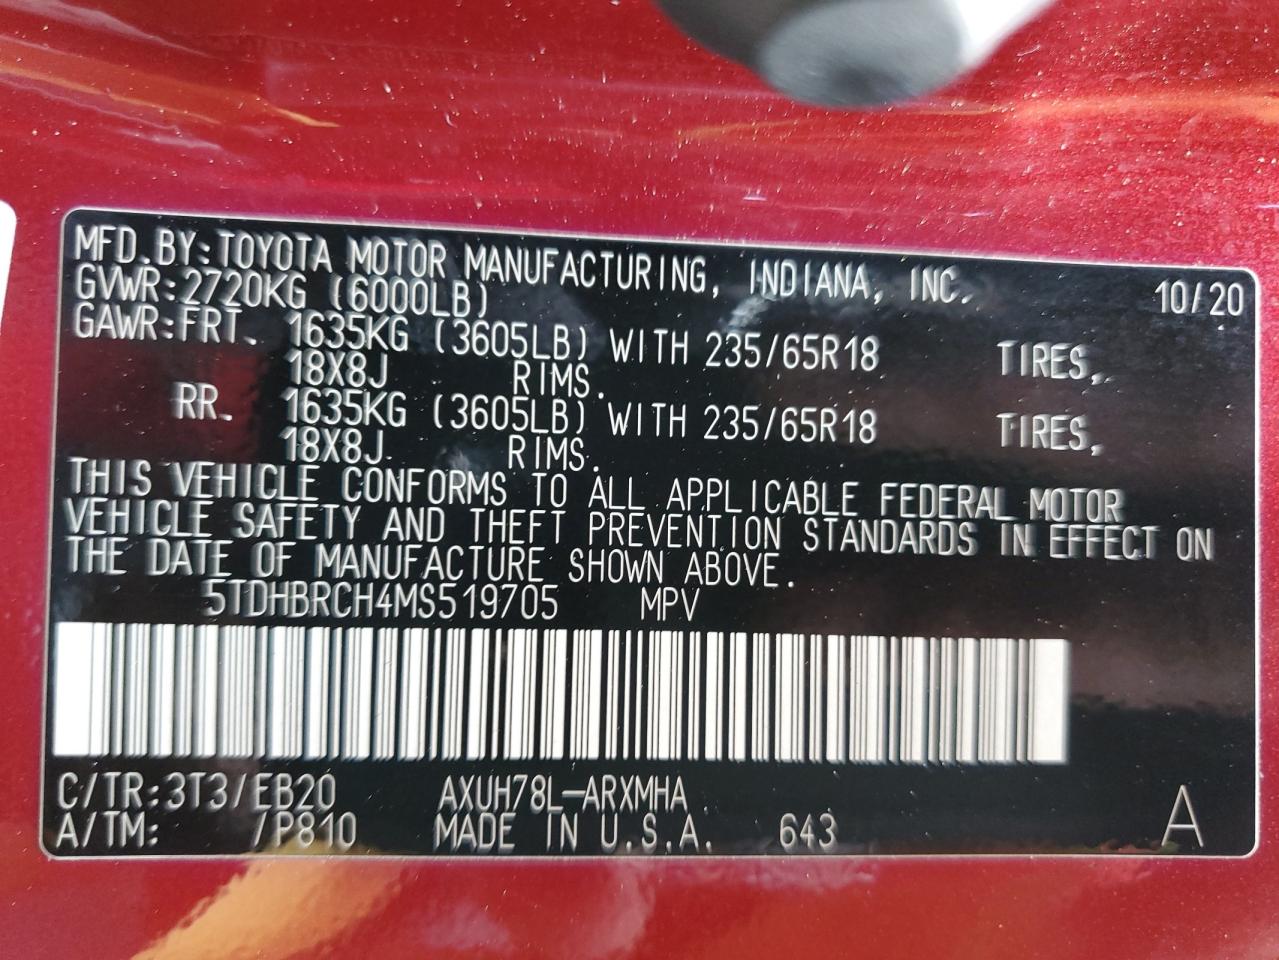 MFD.BY:TOYOTA MOTOR MANUFACTURING, INDIANA, INC. 10/20
GVWR:2720KG (6000LB)
GAWR:FRT. 1635KG (3605LB) WITH 235/65R18 TIRES,
18X8J RIMS.
RR. 1635KG (3605LB) WITH 235/65R18 TIRES,
18X8J RIMS.
THIS VEHICLE CONFORMS TO ALL APPLICABLE FEDERAL MOTOR
VEHICLE SAFETY AND THEFT PREVENTION STANDARDS IN EFFECT ON
THE DATE OF MANUFACTURE SHOWN ABOVE.
5TDHBRCH4MS519705 MPV
C/TR:3T3/EB20 AXUH78L-ARXMHA
A/TM: /P810 MADE IN U.S.A. 643 A